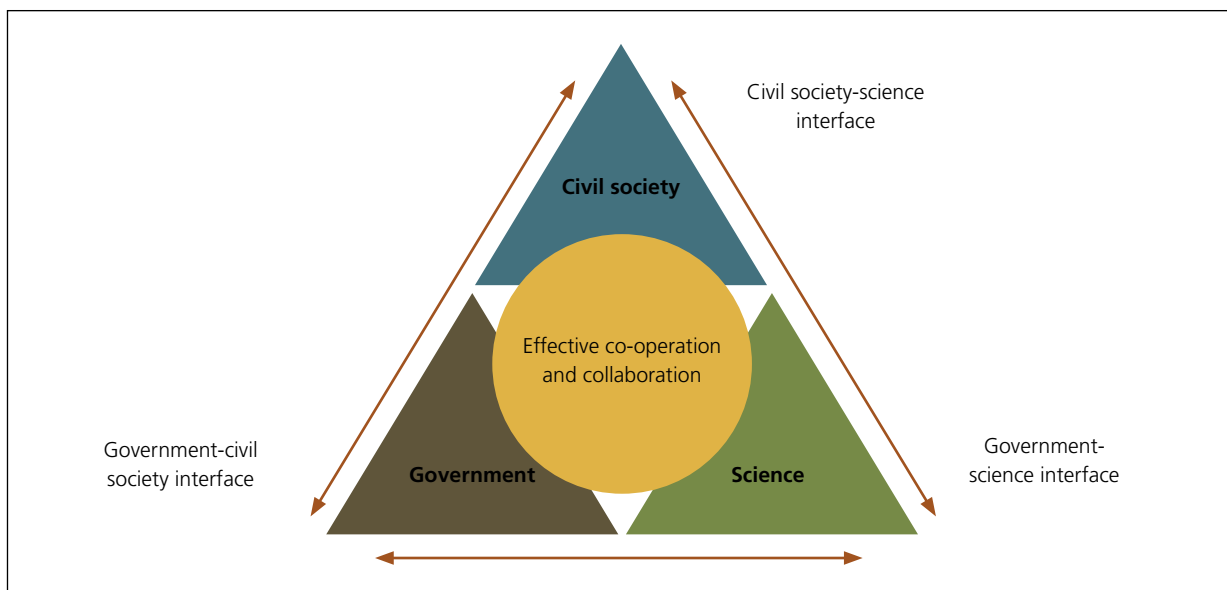 Civil society-science
interface
Civil society
Effective co-operation
and collaboration
Government-civil
society interface
Government
Science
Government-
science interface